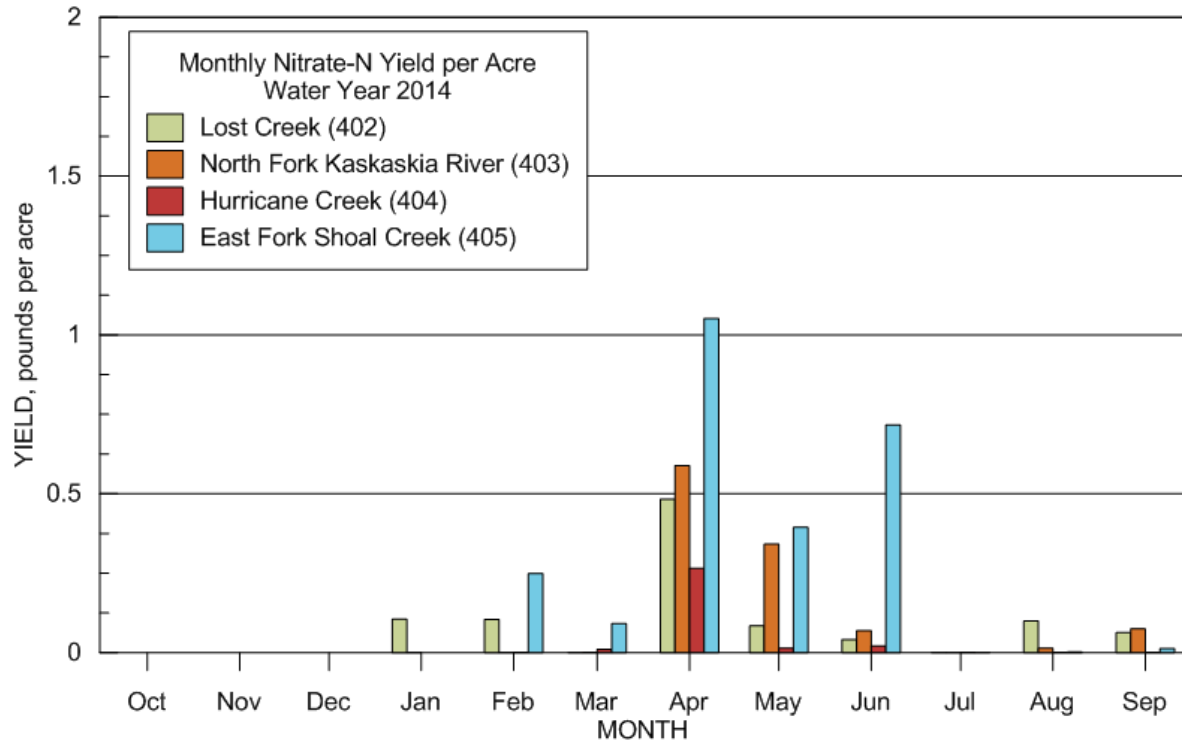 2
Monthly Nitrate-N Yield per Acre
Water Year 2014
Lost Creek (402)
North Fork Kaskaskia River (403)
Hurricane Creek (404)
East Fork Shoal Creek (405)
1.5
1
0.5
0
YIELD, pounds per acre
Oct Nov Dec Jan Feb Mar Apr May Jun Jul Aug Sep
MONTH